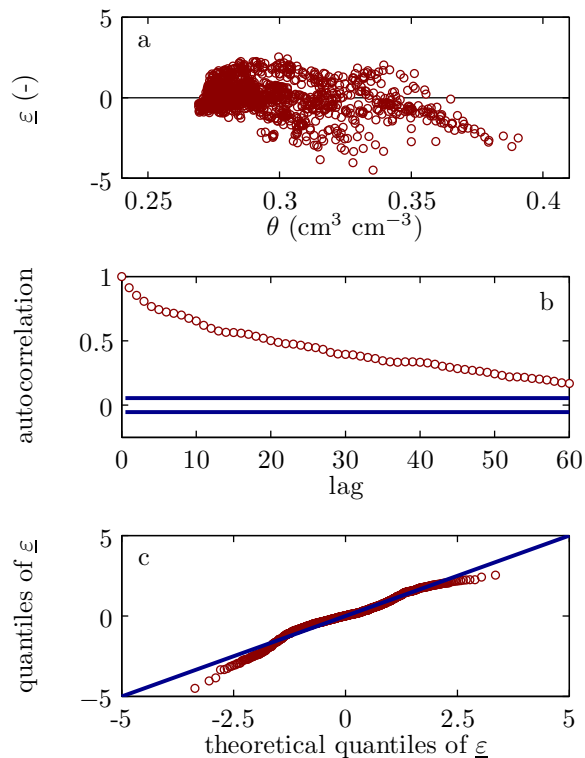 a
5
0
-5
ε (-)
0.25 0.3 0.35 0.4
θ (cm³ cm⁻³)
b
1
0.5
0
autocorrelation
0 10 20 30 40 50 60
lag
c
5
0
−5
quantiles of ε
-5 -2.5 0 2.5 5
theoretical quantiles of ε